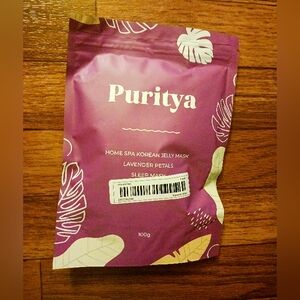 Puritya
HOME SPA KOREAN JELLY MASK
LAVENDER PETALS
SLEEP MASK
100g